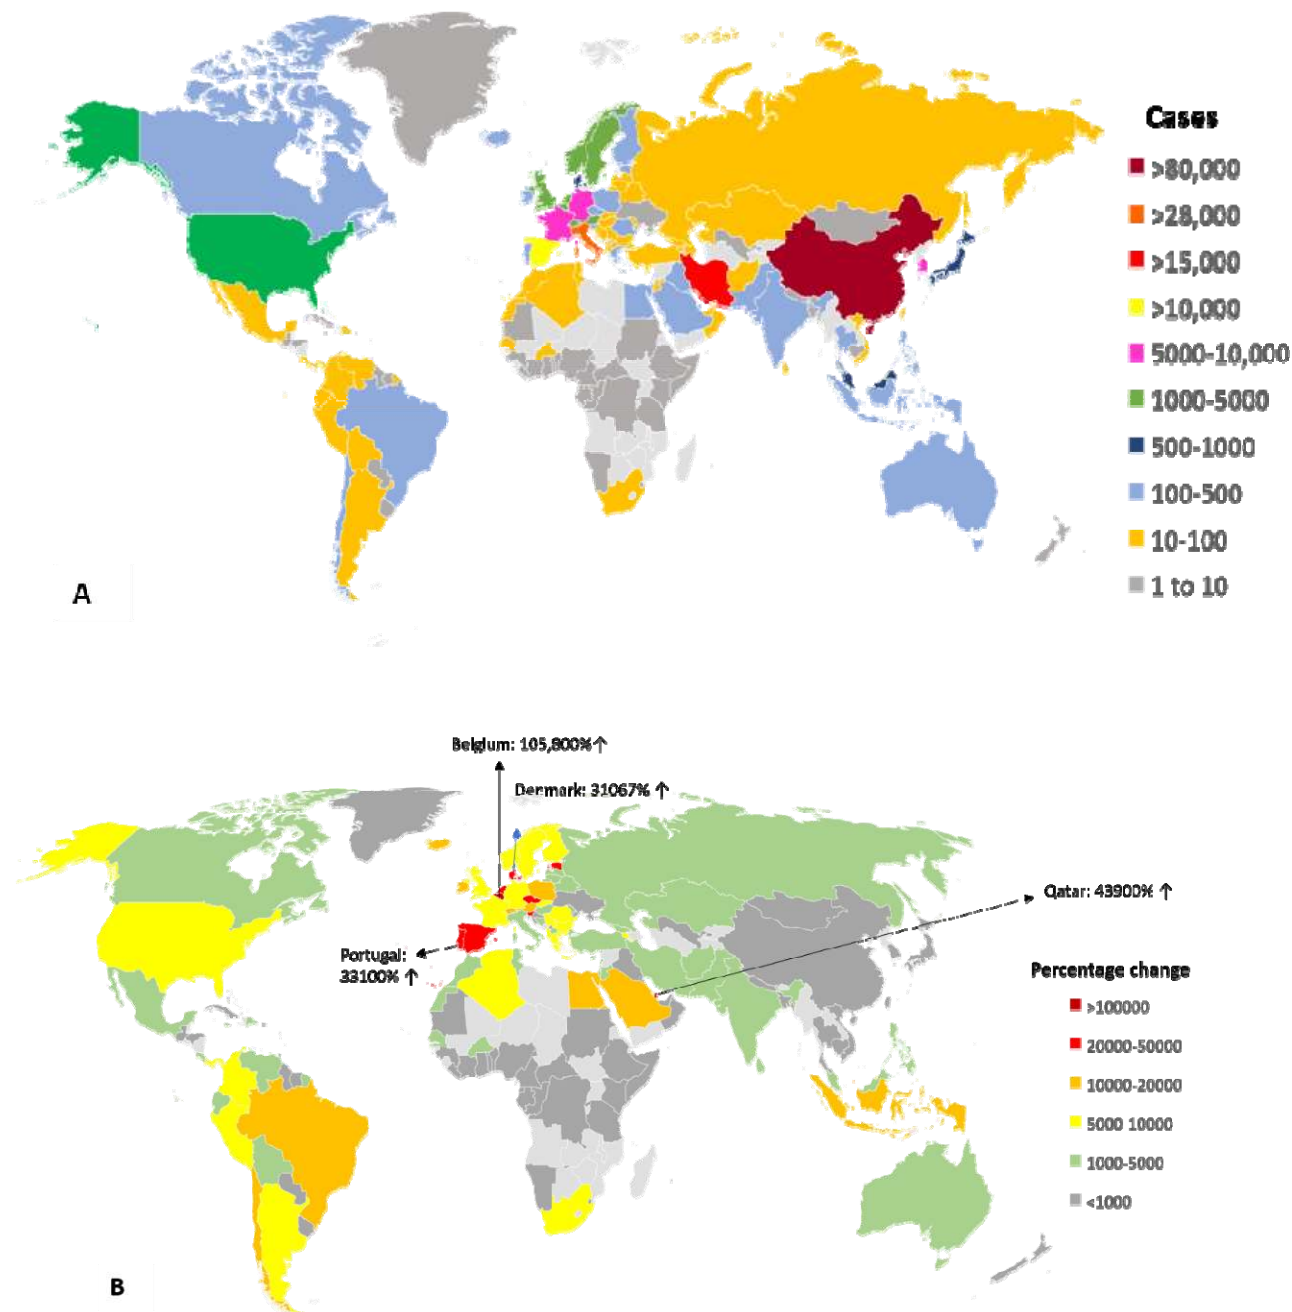 Cases
>80,000
>28,000
>15,000
>10,000
5000-10,000
1000-5000
500-1000
100-500
10-100
1 to 10
A
Belgium: 105,800%↑
Denmark: 31067% ↑
Qatar: 43900% ↑
Portugal:
33100% ↑
Percentage change
>100000
20000-50000
10000-20000
5000 10000
1000-5000
<1000
B